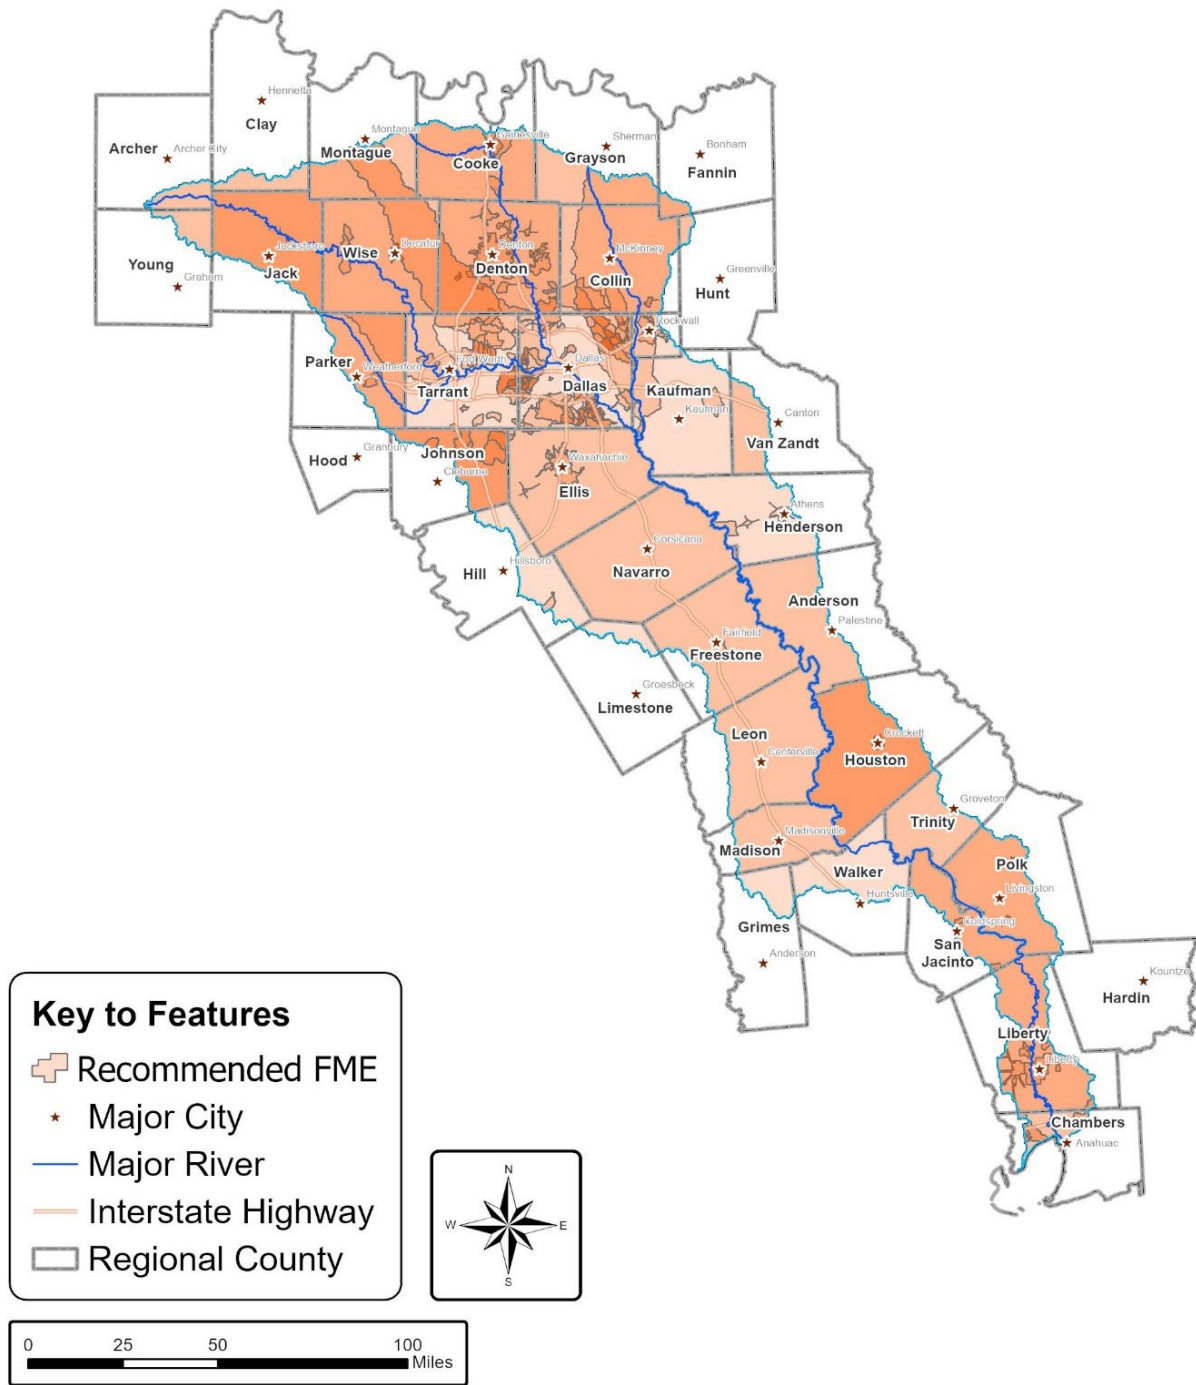 Henrietta
Clay
Montague
Montague
Gainesville
Cooke
Sherman
Grayson
Bonham
Fannin
Archer
Archer City
Young
Graham
Jacksboro
Jack
Wise
Decatur
Denton
Denton
McKinney
Collin
Greenville
Hunt
Rockwall
Parker
Weatherford
Fort Worth
Tarrant
Dallas
Dallas
Kaufman
Kaufman
Canton
Van Zandt
Granbury
Hood
Johnson
Cleburne
Waxahachie
Ellis
Athens
Henderson
Corsicana
Navarro
Hillsboro
Hill
Anderson
Palestine
Fairfield
Freestone
Groesbeck
Limestone
Leon
Centerville
Crockett
Houston
Groveton
Trinity
Madisonville
Madison
Walker
Huntsville
Polk
Livingston
Grimes
Anderson
Coldspring
San
Jacinto
Kountze
Hardin
Liberty
Liberty
Chambers
Anahuac
Key to Features
Recommended FME
Major City
Major River
Interstate Highway
Regional County
N
W
E
S
0 25 50 100
Miles